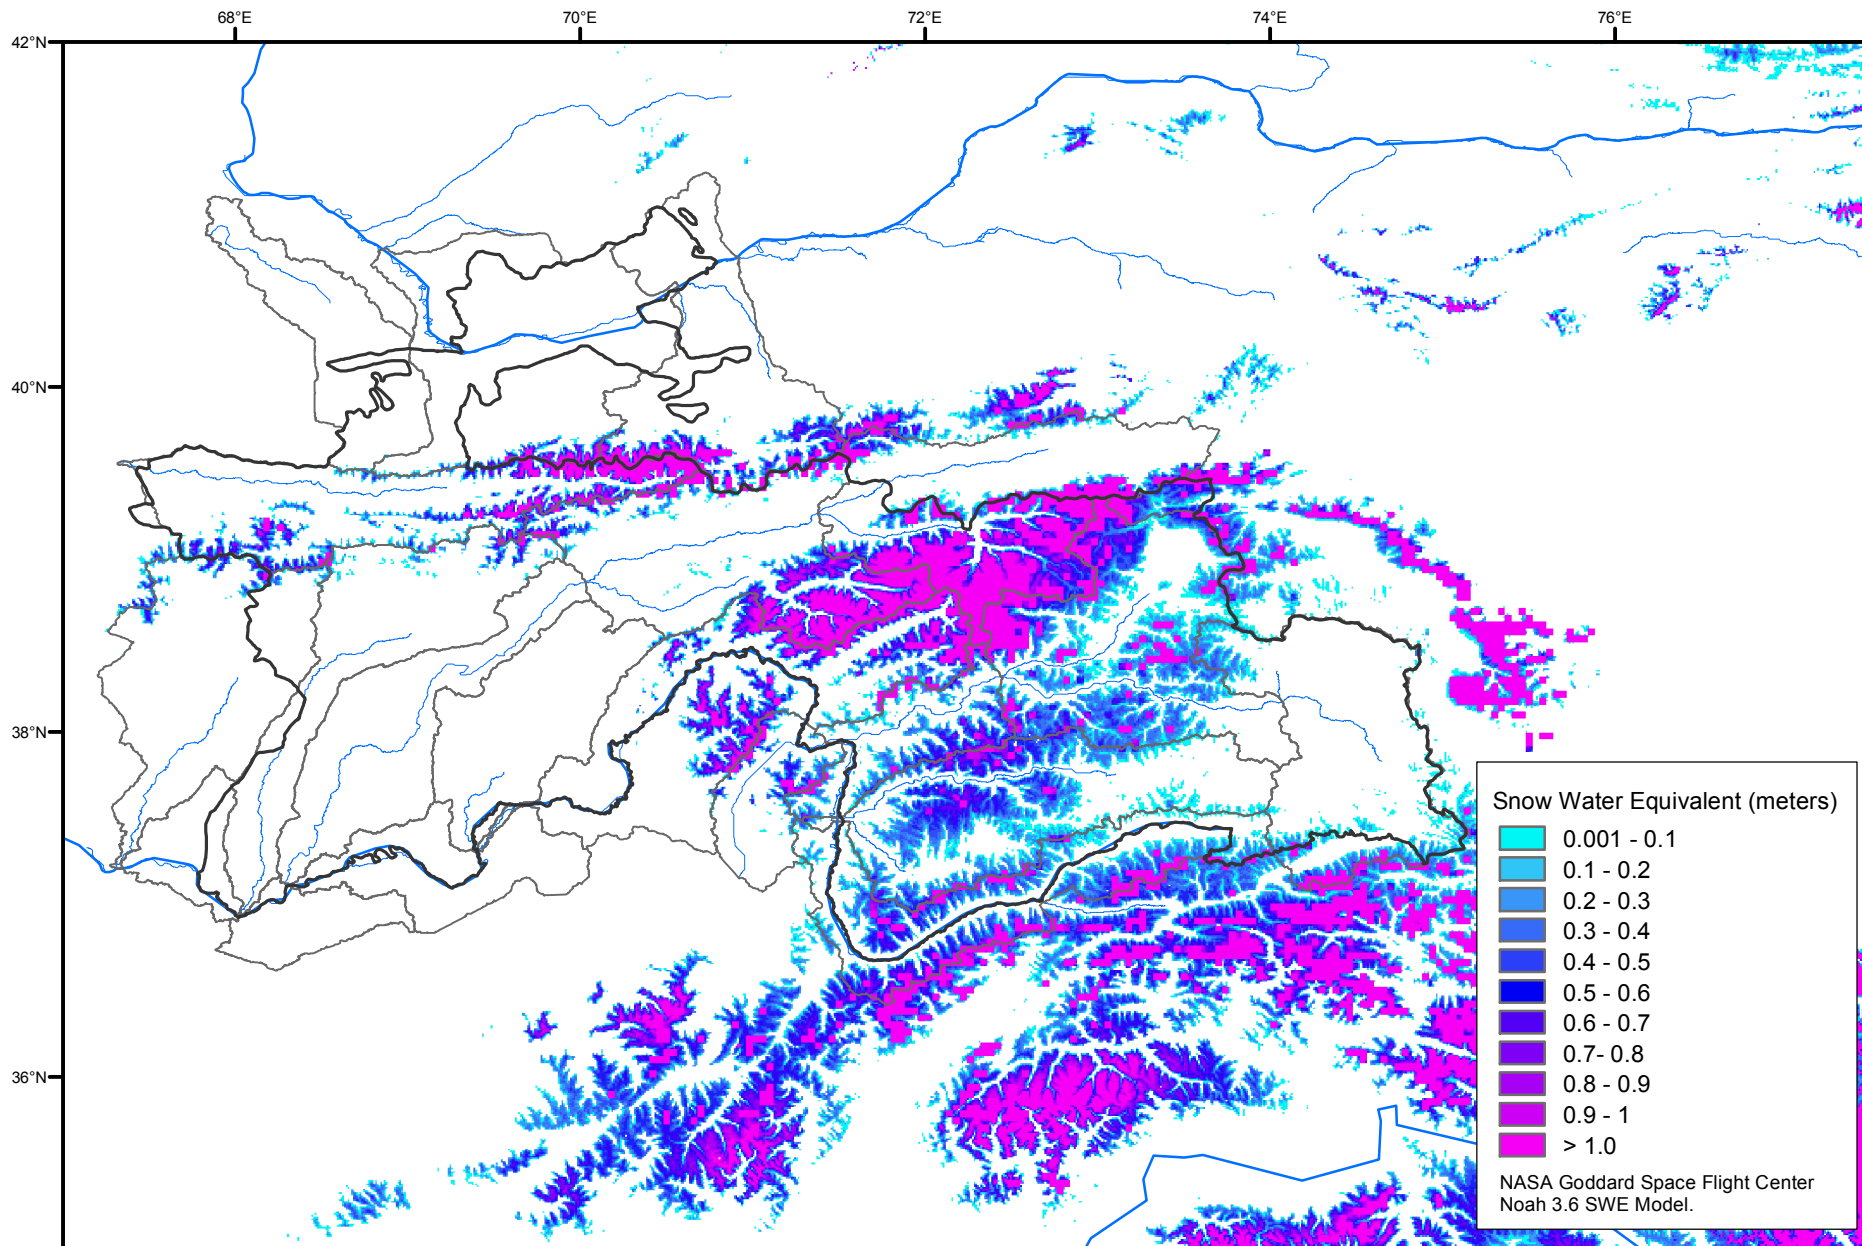 68°E 70°E 72°E 74°E 76°E
42°N
40°N
38°N
36°N
Snow Water Equivalent (meters)
0.001 - 0.1
0.1 - 0.2
0.2 - 0.3
0.3 - 0.4
0.4 - 0.5
0.5 - 0.6
0.6 - 0.7
0.7- 0.8
0.8 - 0.9
0.9 - 1
> 1.0
NASA Goddard Space Flight Center
Noah 3.6 SWE Model.